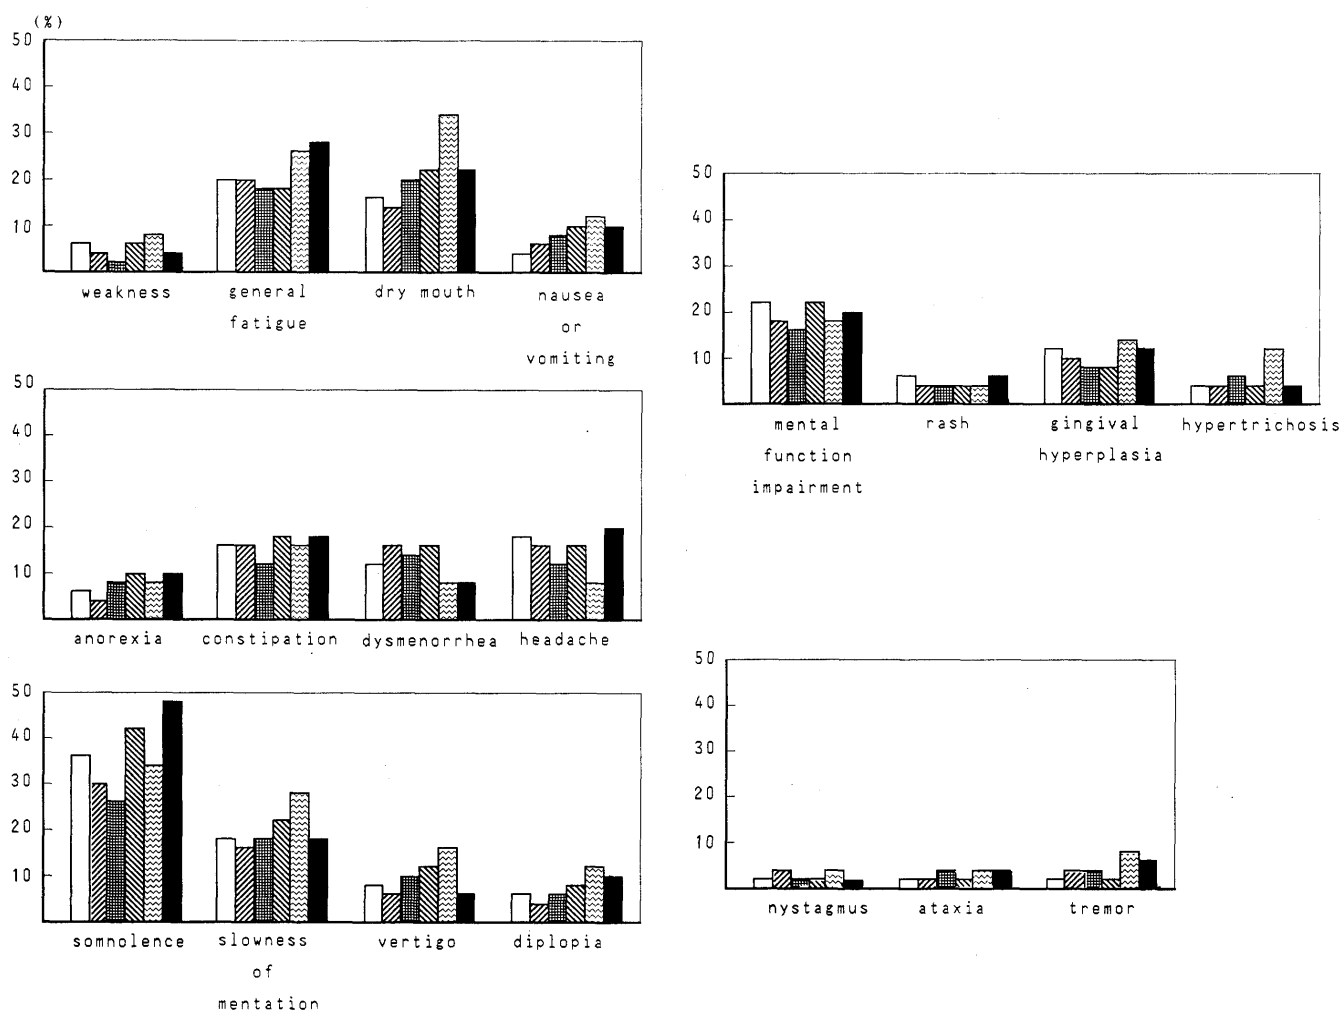 (%)
50
40
30
20
10
weakness general dry mouth nausea
fatigue or
vomiting
50
40
30
20
10
anorexia constipation dysmenorrhea headache
50
40
30
20
10
somnolence slowness vertigo diplopia
of
mentation
50
40
30
20
10
mental rash gingival hypertrichosis
function hyperplasia
impairment
50
40
30
20
10
nystagmus ataxia tremor